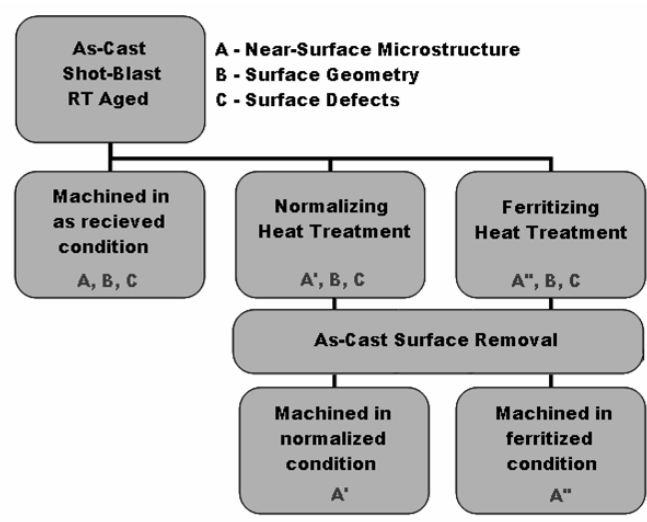 As-Cast
Shot-Blast
RT Aged
A - Near-Surface Microstructure
B - Surface Geometry
C - Surface Defects
Machined in
as recieved
condition
A, B, C
Normalizing
Heat Treatment
A', B, C
Ferritizing
Heat Treatment
A", B, C
As-Cast Surface Removal
Machined in
normalized
condition
A'
Machined in
ferritized
condition
A"